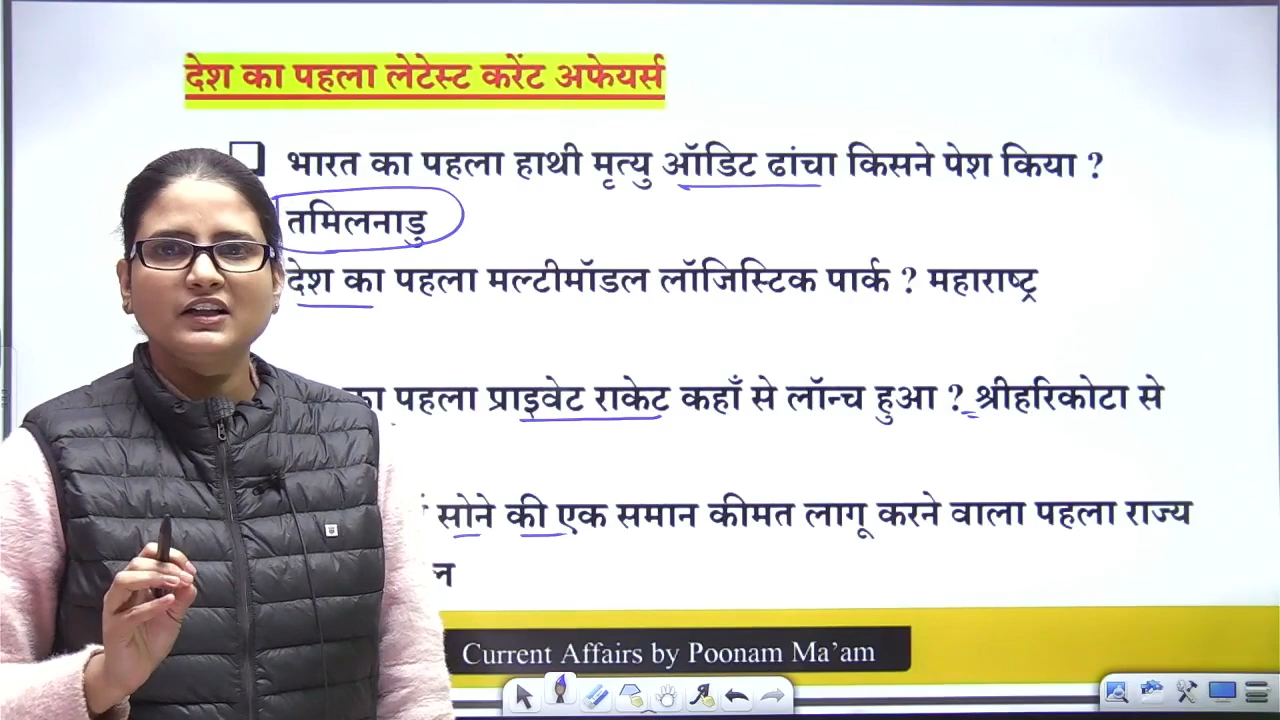 देश का पहला लेटेस्ट करेंट अफेयर्स
भारत का पहला हाथी मृत्यु ऑडिट ढांचा किसने पेश किया ?
तमिलनाडु
देश का पहला मल्टीमॉडल लॉजिस्टिक पार्क ? महाराष्ट्र
का पहला प्राइवेट राकेट कहाँ से लॉन्च हुआ ? श्रीहरिकोटा से
सोने की एक समान कीमत लागू करने वाला पहला राज्य
Current Affairs by Poonam Ma'am